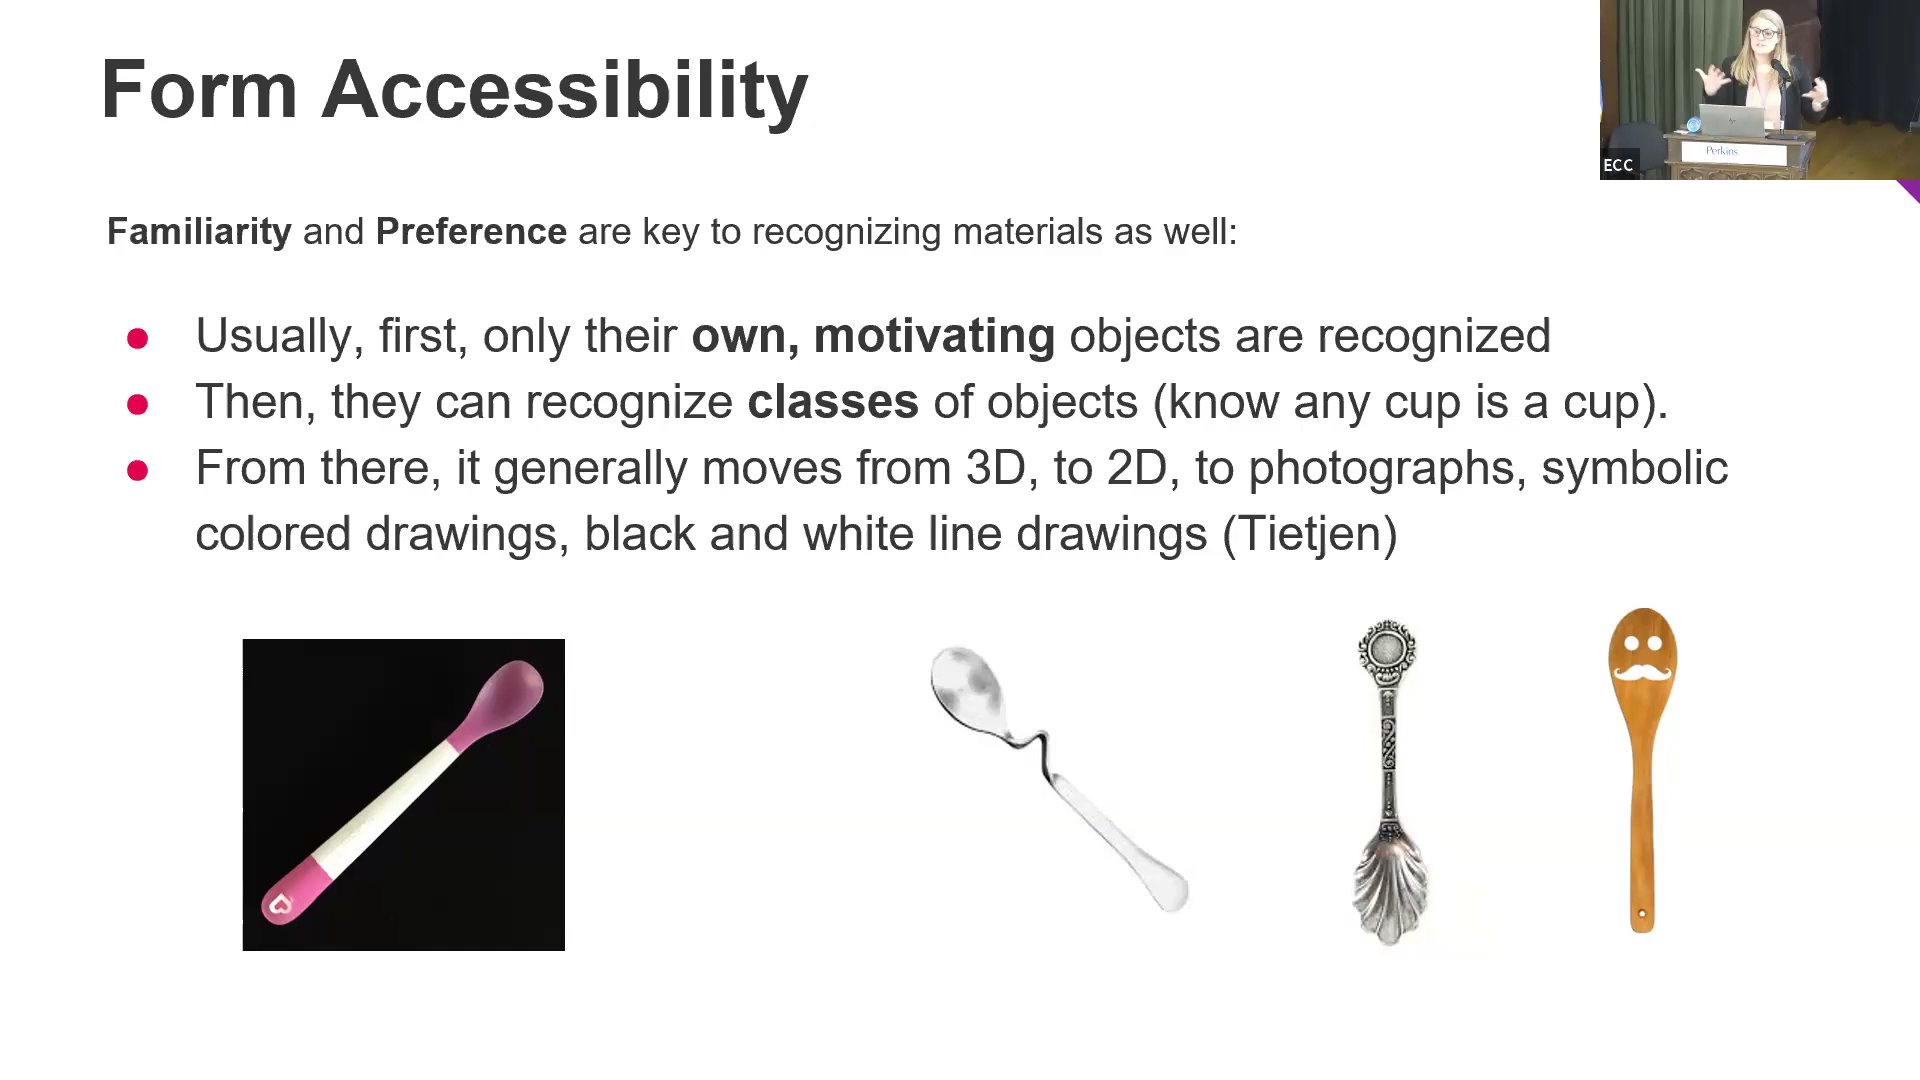 Form Accessibility
ECC
Perkins
Familiarity and Preference are key to recognizing materials as well:
● Usually, first, only their own, motivating objects are recognized
● Then, they can recognize classes of objects (know any cup is a cup).
● From there, it generally moves from 3D, to 2D, to photographs, symbolic
colored drawings, black and white line drawings (Tietjen)